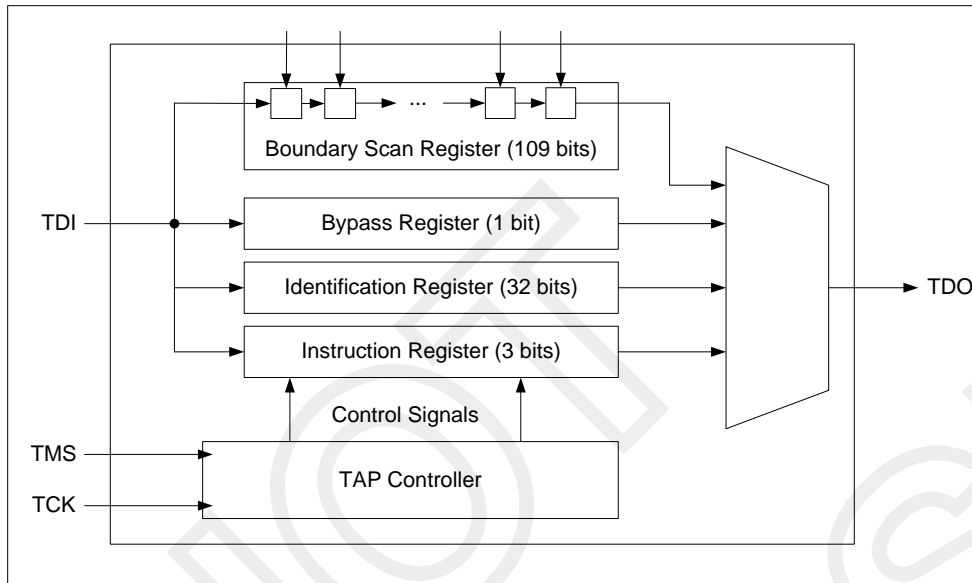 ...
Boundary Scan Register (109 bits)
TDI
Bypass Register (1 bit)
Identification Register (32 bits)
TDO
Instruction Register (3 bits)
Control Signals
TMS
TAP Controller
TCK